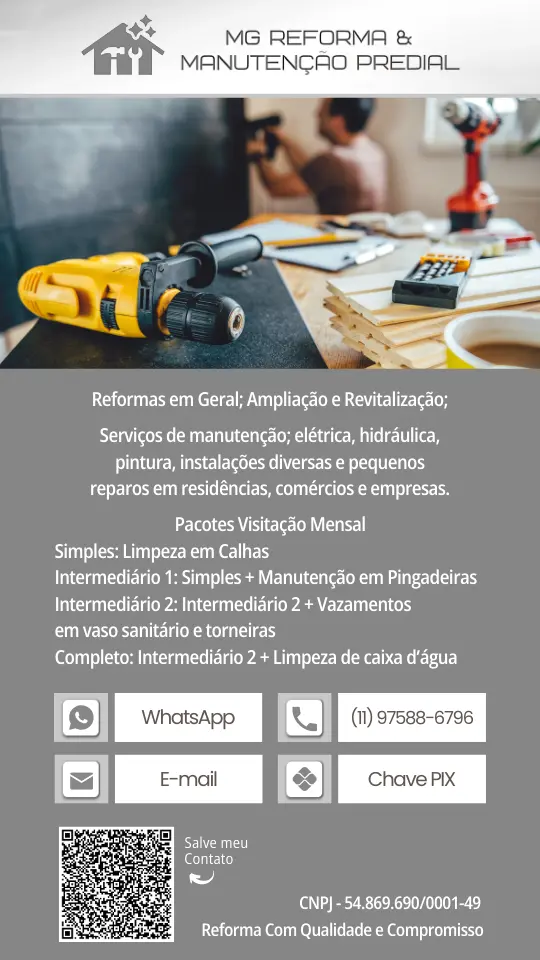 MG REFORMA &
MANUTENÇÃO PREDIAL
Reformas em Geral; Ampliação e Revitalização;
Serviços de manutenção; elétrica, hidráulica,
pintura, instalações diversas e pequenos
reparos em residências, comércios e empresas.
Pacotes Visitação Mensal
Simples: Limpeza em Calhas
Intermediário 1: Simples + Manutenção em Pingadeiras
Intermediário 2: Intermediário 2 + Vazamentos
em vaso sanitário e torneiras
Completo: Intermediário 2 + Limpeza de caixa d’água
WhatsApp
(11) 97588-6796
E-mail
Chave PIX
Salve meu
Contato
CNPJ - 54.869.690/0001-49
Reforma Com Qualidade e Compromisso